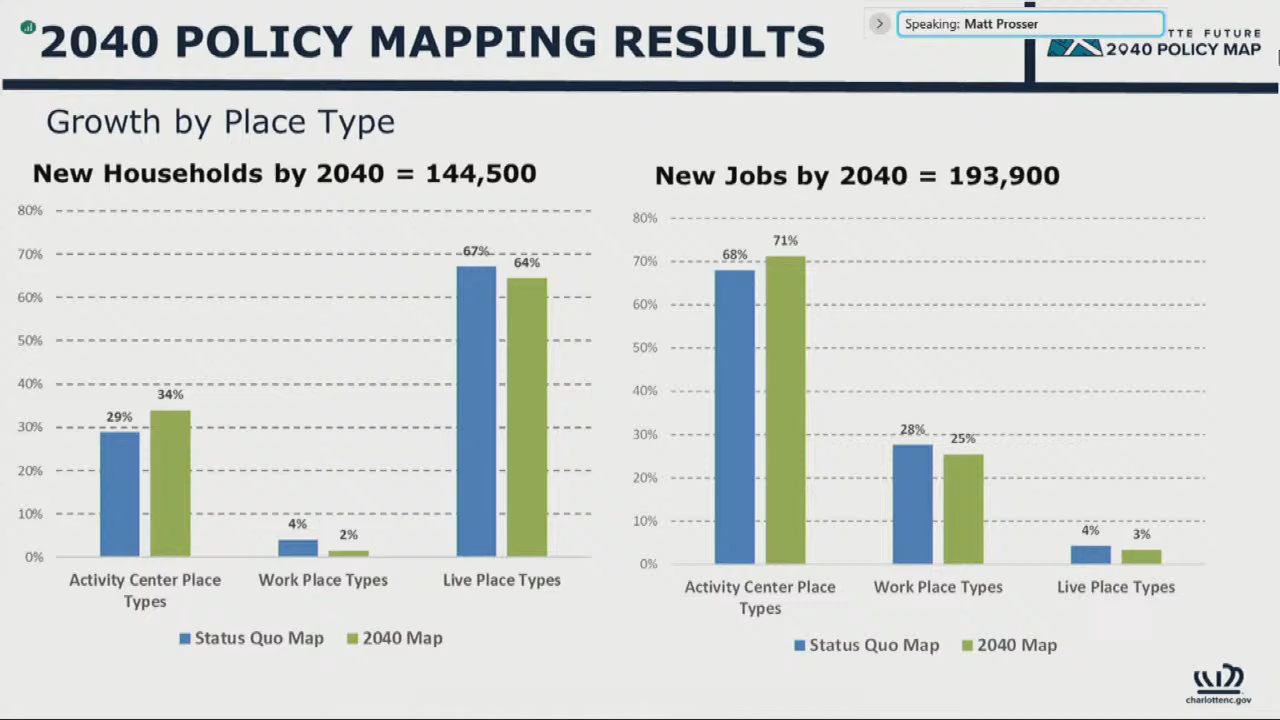 2040 POLICY MAPPING RESULTS
Speaking: Matt Prosser
TTE FUTURE
2040 POLICY MAP
Growth by Place Type
New Households by 2040 = 144,500
80%
70%
60%
50%
40%
30%
20%
10%
0%
29%
34%
4%
2%
67%
64%
Activity Center Place
Types
Work Place Types
Live Place Types
Status Quo Map
2040 Map
New Jobs by 2040 = 193,900
80%
70%
60%
50%
40%
30%
20%
10%
0%
68%
71%
28%
25%
4%
3%
Activity Center Place
Types
Work Place Types
Live Place Types
Status Quo Map
2040 Map
charlottenc.gov